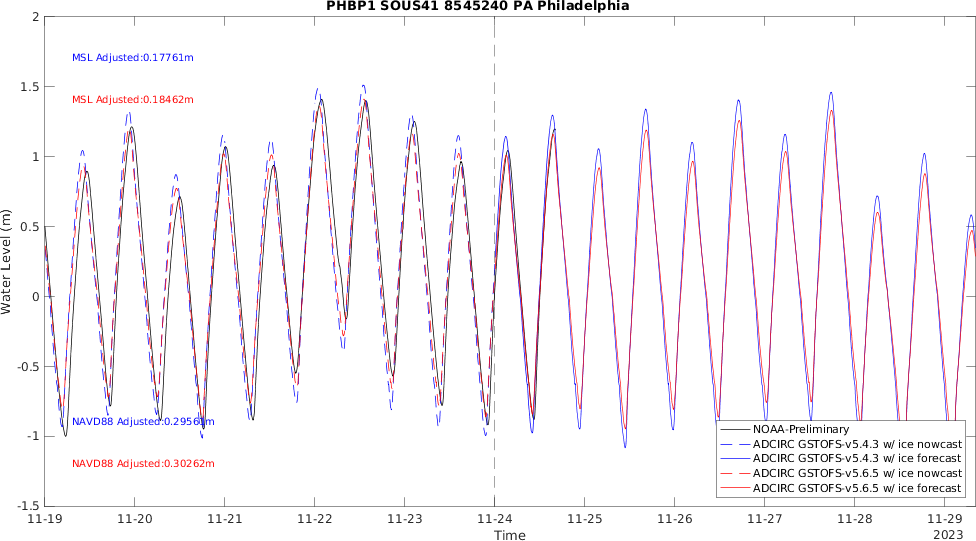 PHBP1 SOUS41 8545240 PA Philadelphia
2
1.5
1
0.5
0
-0.5
-1
-1.5
Water Level (m)
MSL Adjusted:0.17761m
MSL Adjusted:0.18462m
NAVD88 Adjusted:0.29561m
NAVD88 Adjusted:0.30262m
NOAA-Preliminary
ADCIRC GSTOFS-v5.4.3 w/ ice nowcast
ADCIRC GSTOFS-v5.4.3 w/ ice forecast
ADCIRC GSTOFS-v5.6.5 w/ ice nowcast
ADCIRC GSTOFS-v5.6.5 w/ ice forecast
11-19 11-20 11-21 11-22 11-23 11-24 11-25 11-26 11-27 11-28 11-29
Time
2023